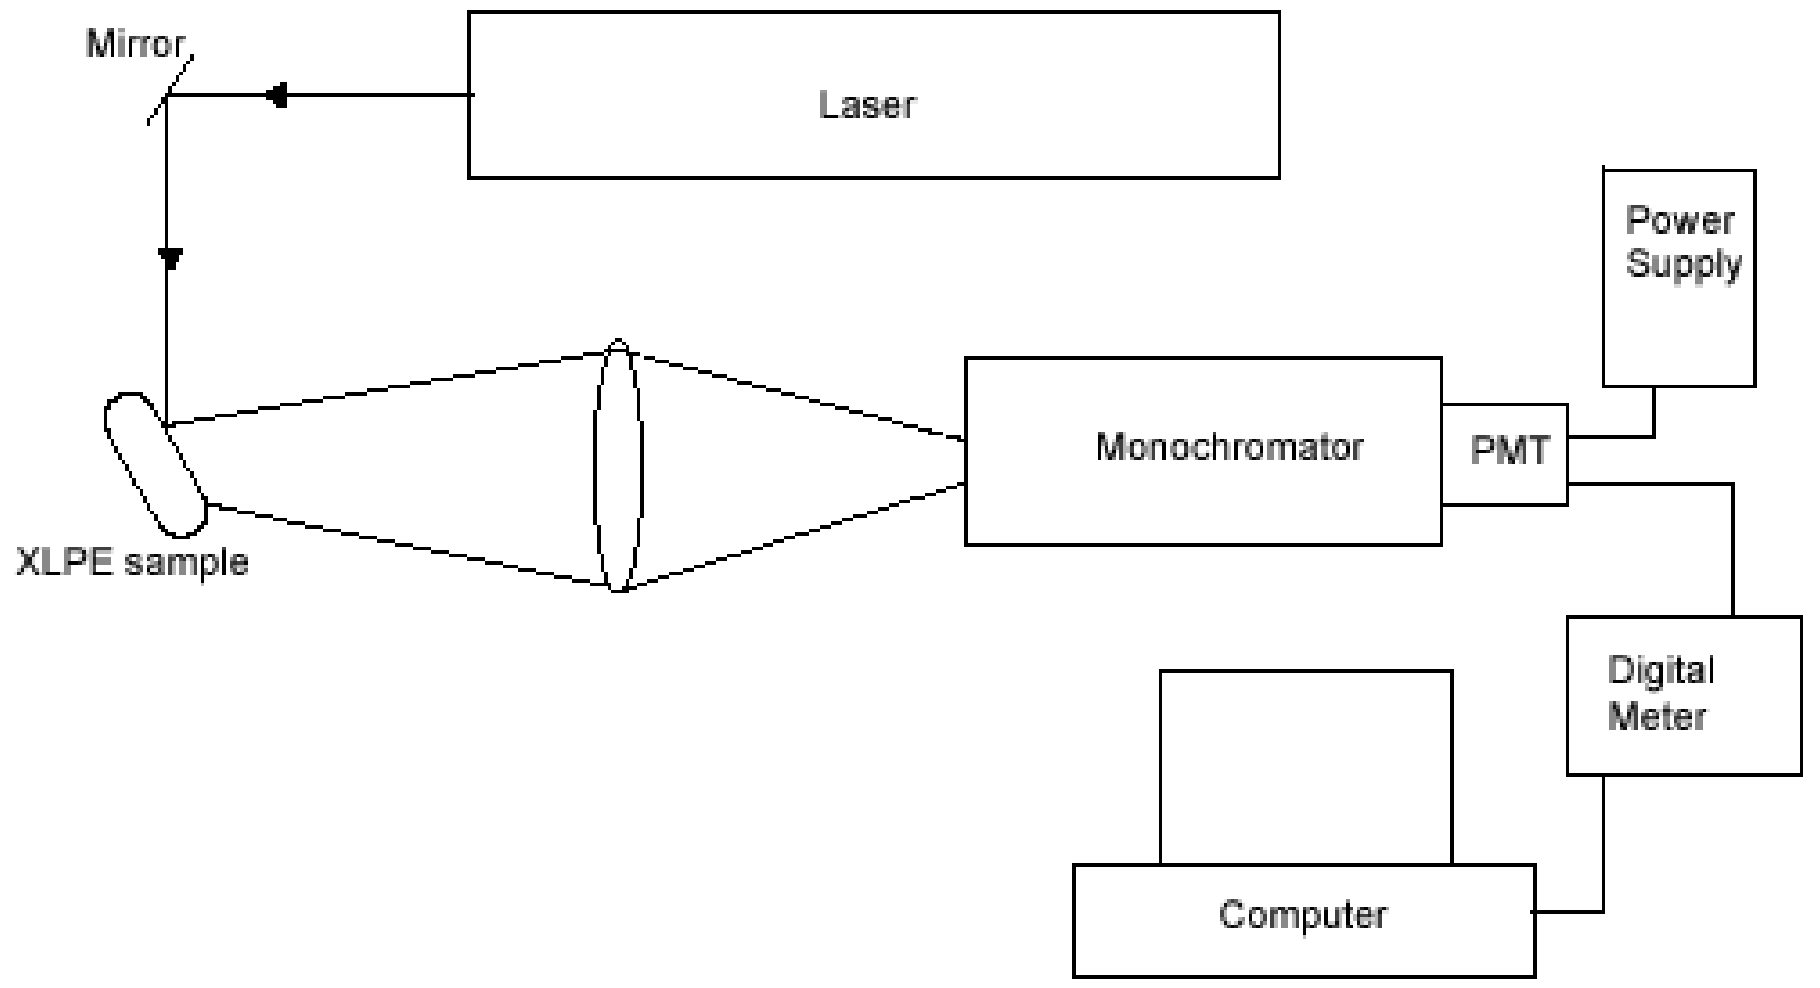 Mirror
Laser
Power
Supply
Monochromator
PMT
XLPE sample
Digital
Meter
Computer